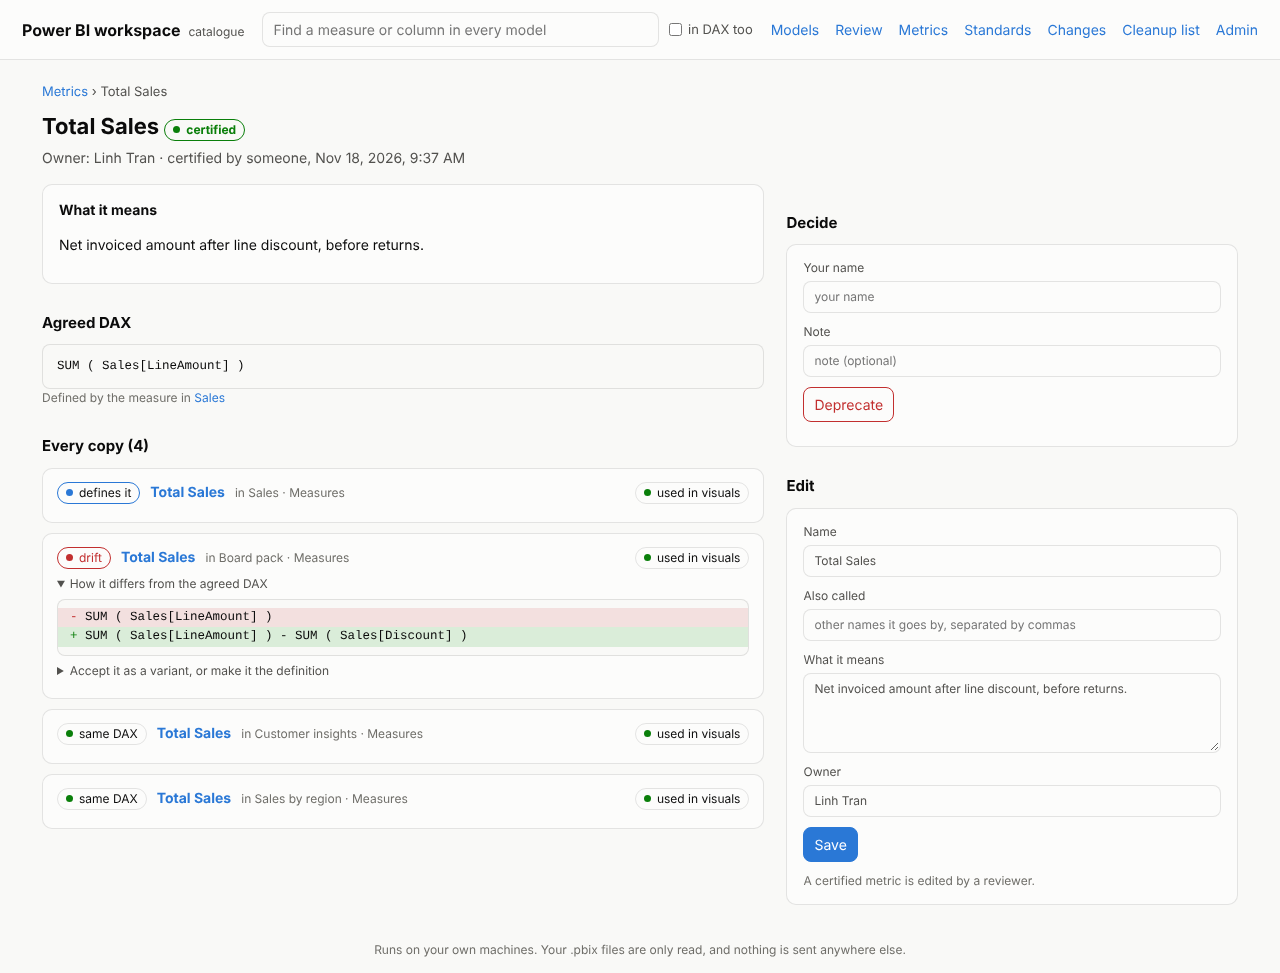 Power BI workspace catalogue
Find a measure or column in every model
in DAX too
Models Review Metrics Standards Changes Cleanup list Admin
Metrics › Total Sales
Total Sales certified
Owner: Linh Tran · certified by someone, Nov 18, 2026, 9:37 AM
What it means
Net invoiced amount after line discount, before returns.
Agreed DAX
SUM ( Sales[LineAmount] )
Defined by the measure in Sales
Every copy (4)
defines it Total Sales in Sales · Measures used in visuals
drift Total Sales in Board pack · Measures used in visuals
How it differs from the agreed DAX
- SUM ( Sales[LineAmount] )
+ SUM ( Sales[LineAmount] ) - SUM ( Sales[Discount] )
Accept it as a variant, or make it the definition
same DAX Total Sales in Customer insights · Measures used in visuals
same DAX Total Sales in Sales by region · Measures used in visuals
Decide
Your name
your name
Note
note (optional)
Deprecate
Edit
Name
Total Sales
Also called
other names it goes by, separated by commas
What it means
Net invoiced amount after line discount, before returns.
Owner
Linh Tran
Save
A certified metric is edited by a reviewer.
Runs on your own machines. Your .pbix files are only read, and nothing is sent anywhere else.